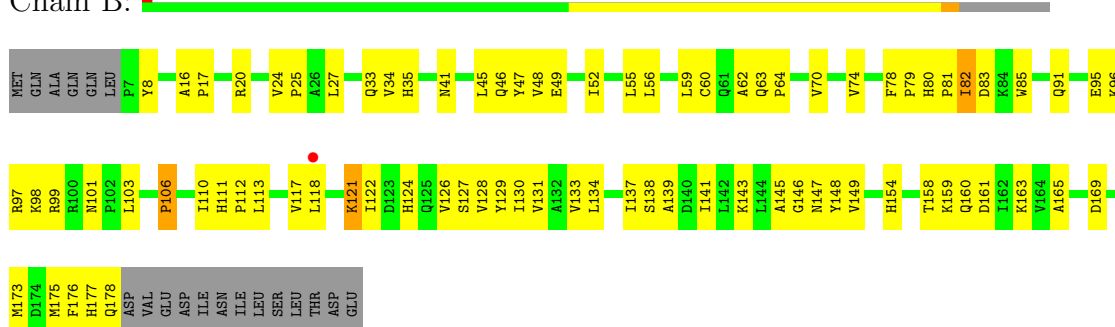 Chain B:
MET GLN ALA GLN GLN LEU P7 Y8 A16 P17 R20 V24 P25 A26 L27 Q33 V34 H35 N41 L45 Q46 Y47 V48 E49 I52 L55 L56 L59 C60 Q61 A62 Q63 P64 V70 V74 F78 P79 H80 P81 I82 D83 K84 W85 Q91 E95 K96
R97 K98 R99 R100 N101 P102 L103 P106 I110 H111 P112 L113 V117 L118 K121 I122 D123 H124 Q125 V126 S127 V128 Y129 I130 V131 A132 V133 L134 I137 S138 A139 D140 I141 L142 K143 L144 A145 G146 N147 Y148 V149 H154 T158 K159 Q160 D161 I162 K163 V164 A165 D169
M173 D174 M175 F176 H177 Q178 ASP VAL GLU ASP ILE ASN ILE LEU SER LEU THR ASP GLU